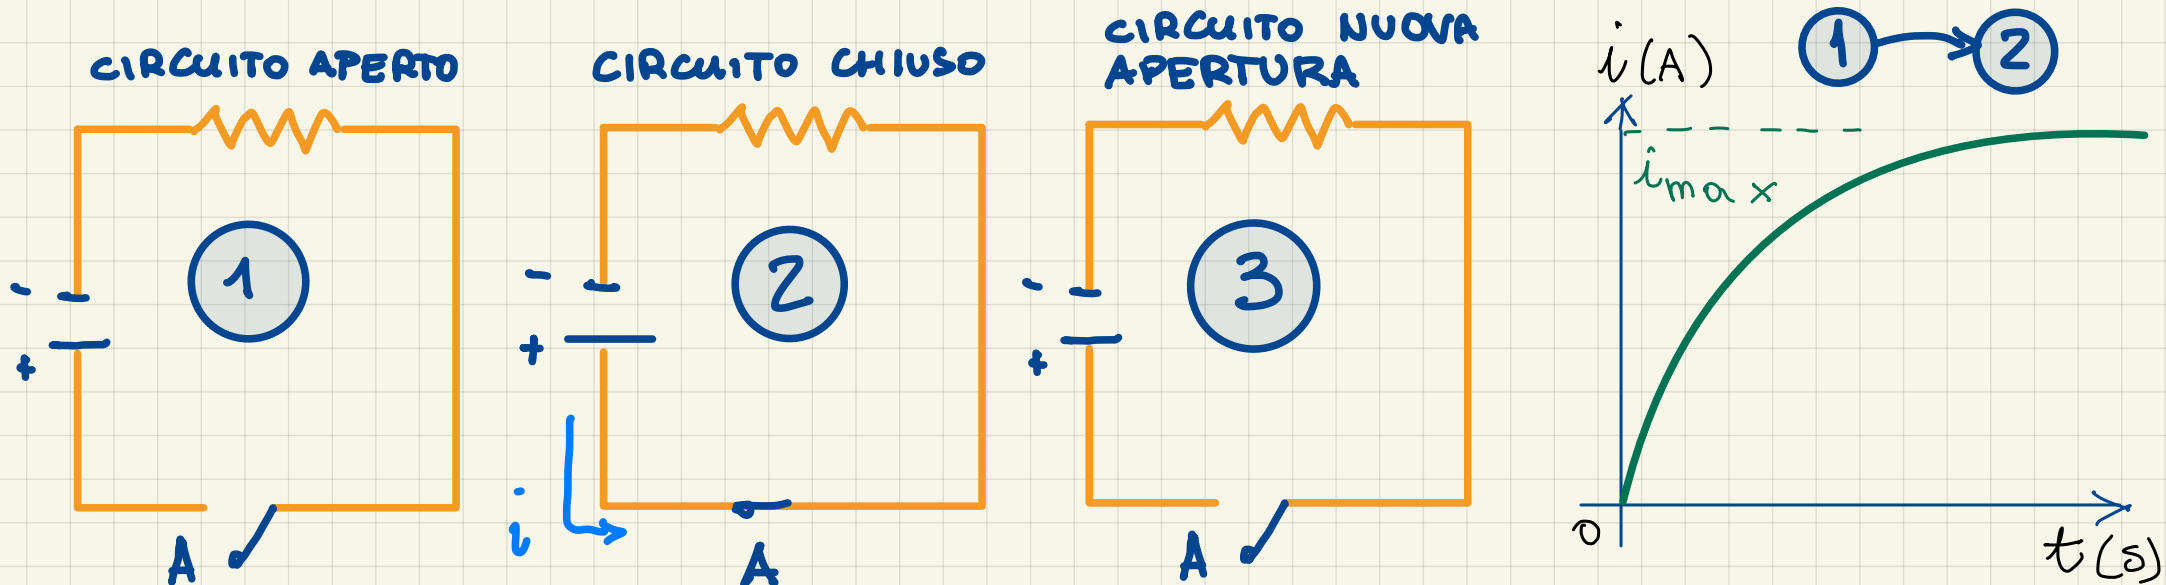 CIRCUITO APERTO
1
-
+
A
CIRCUITO CHIUSO
2
-
+
i
A
CIRCUITO NUOVA
APERTURA
3
-
+
A
1 2
i (A)
imax
0
t (s)